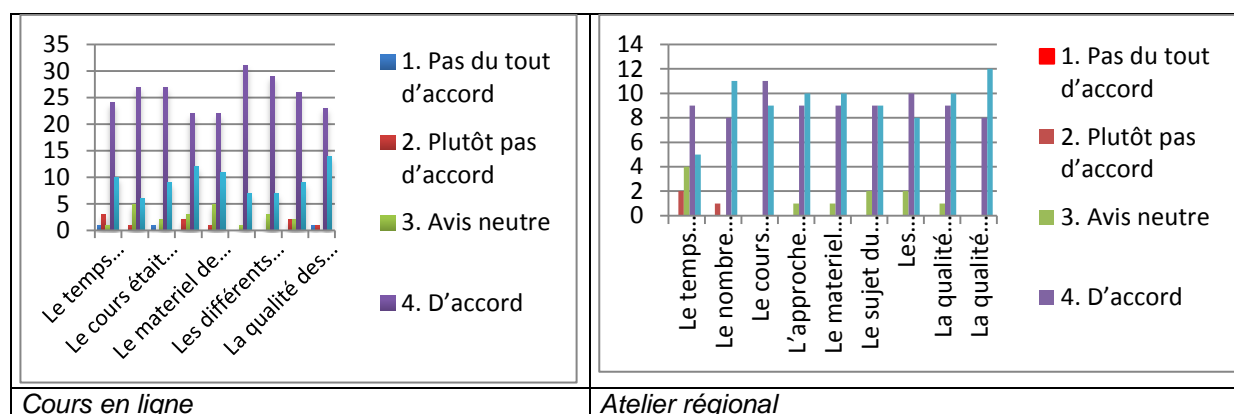 35
30
25
20
15
10
5
0
Le temps...
Le cours était...
Le materiel de...
Les différents...
La qualité des...
1. Pas du tout
d’accord
2. Plutôt pas
d’accord
3. Avis neutre
4. D’accord
Cours en ligne
14
12
10
8
6
4
2
0
Le temps...
Le nombre...
Le cours...
L’approche...
Le materiel...
Le sujet du...
Les...
La qualité...
La qualité...
1. Pas du tout
d’accord
2. Plutôt pas
d’accord
3. Avis neutre
4. D’accord
Atelier régional